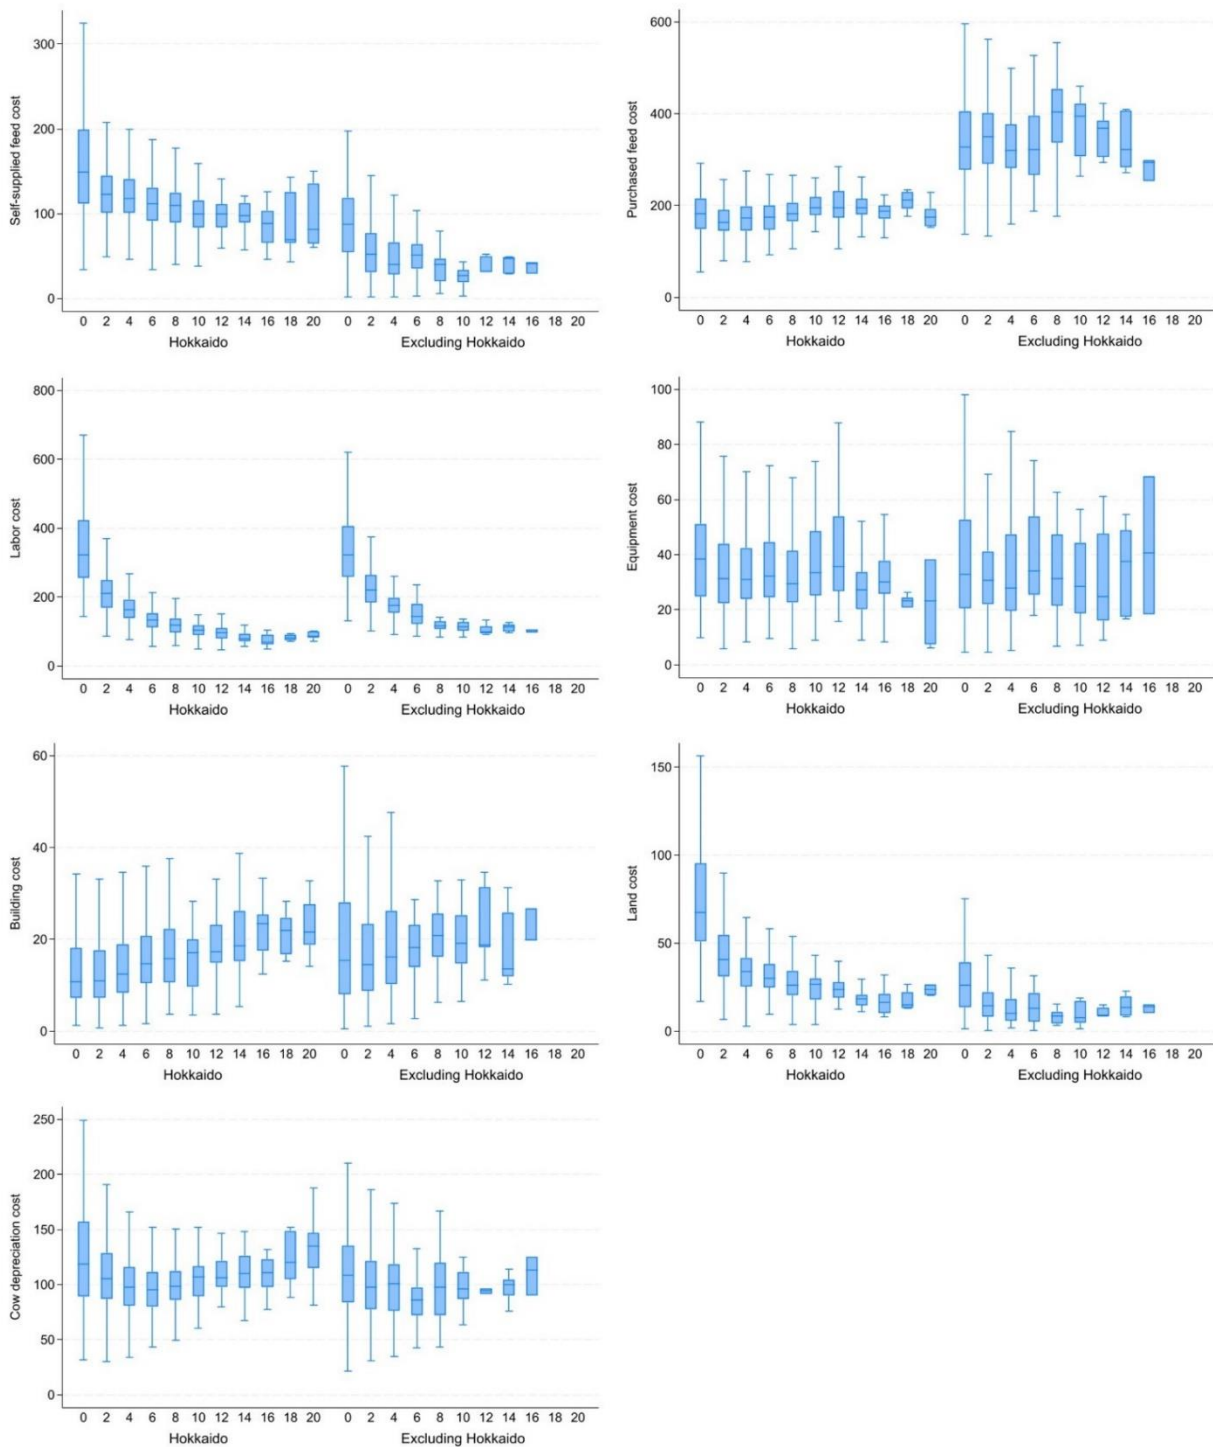 Self-supplied feed cost
300
200
100
0
0 2 4 6 8 10 12 14 16 18 20 0 2 4 6 8 10 12 14 16 18 20
Hokkaido Excluding Hokkaido
Purchased feed cost
600
400
200
0
0 2 4 6 8 10 12 14 16 18 20 0 2 4 6 8 10 12 14 16 18 20
Hokkaido Excluding Hokkaido
Labor cost
800
600
400
200
0
0 2 4 6 8 10 12 14 16 18 20 0 2 4 6 8 10 12 14 16 18 20
Hokkaido Excluding Hokkaido
Equipment cost
100
80
60
40
20
0
0 2 4 6 8 10 12 14 16 18 20 0 2 4 6 8 10 12 14 16 18 20
Hokkaido Excluding Hokkaido
Building cost
60
40
20
0
0 2 4 6 8 10 12 14 16 18 20 0 2 4 6 8 10 12 14 16 18 20
Hokkaido Excluding Hokkaido
Land cost
150
100
50
0
0 2 4 6 8 10 12 14 16 18 20 0 2 4 6 8 10 12 14 16 18 20
Hokkaido Excluding Hokkaido
Cow depreciation cost
250
200
150
100
50
0
0 2 4 6 8 10 12 14 16 18 20 0 2 4 6 8 10 12 14 16 18 20
Hokkaido Excluding Hokkaido